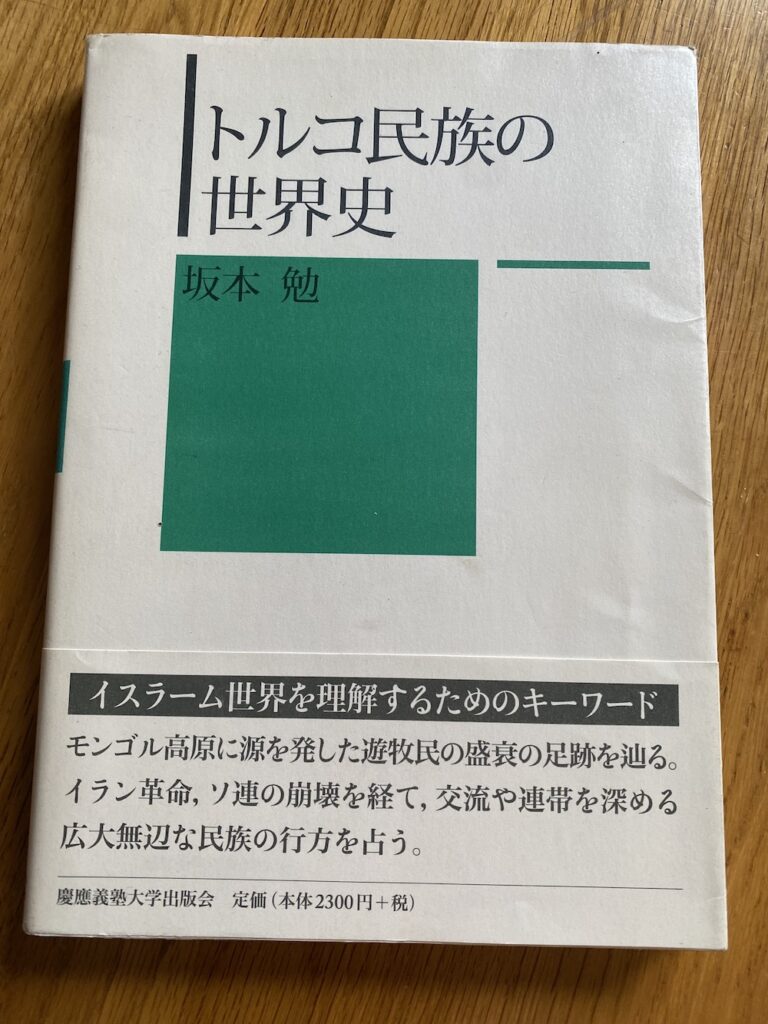 トルコ民族の
世界史
坂本 勉
イスラーム世界を理解するためのキーワード
モンゴル高原に源を発した遊牧民の盛衰の足跡を辿る。
イラン革命, ソ連の崩壊を経て, 交流や連帯を深める
広大無辺な民族の行方を占う。
慶應義塾大学出版会 定価(本体2300円+税)